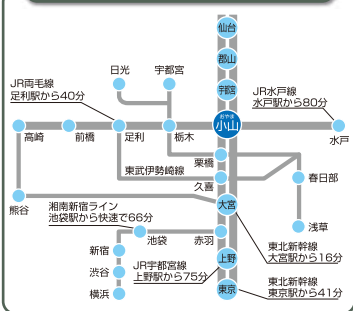 仙台
郡山
宇都宮
日光
宇都宮
JR両毛線
足利駅から40分
JR水戸線
水戸駅から80分
おやま
小山
高崎
前橋
足利
栃木
水戸
栗橋
東武伊勢崎線
久喜
春日部
熊谷
大宮
湘南新宿ライン
池袋駅から快速で66分
浅草
池袋
赤羽
東北新幹線
大宮駅から16分
新宿
JR宇都宮線
上野駅から75分
上野
渋谷
東北新幹線
東京駅から41分
横浜
東京